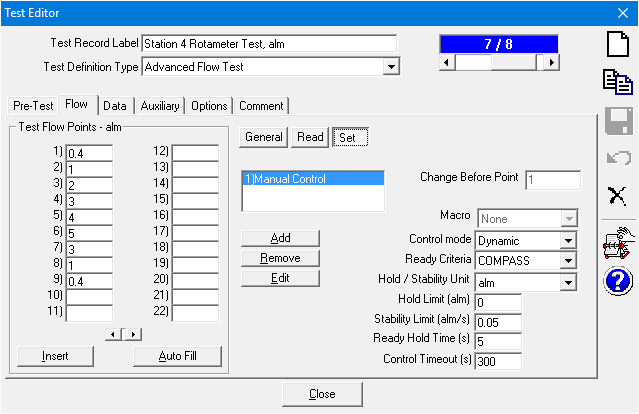 Test Editor
Test Record Label Station 4 Rotameter Test, alm
7 / 8
Test Definition Type Advanced Flow Test
Pre-Test Flow Data Auxiliary Options Comment
Test Flow Points - alm
1) 0.4 12)
2) 1 13)
3) 2 14)
4) 3 15)
5) 4 16)
6) 5 17)
7) 3 18)
8) 1 19)
9) 0.4 20)
10) 21)
11) 22)
Insert Auto Fill
General Read Set
1)Manual Control
Add
Remove
Edit
Change Before Point 1
Macro None
Control mode Dynamic
Ready Criteria COMPASS
Hold / Stability Unit alm
Hold Limit (alm) 0
Stability Limit (alm/s) 0.05
Ready Hold Time (s) 5
Control Timeout (s) 300
Close